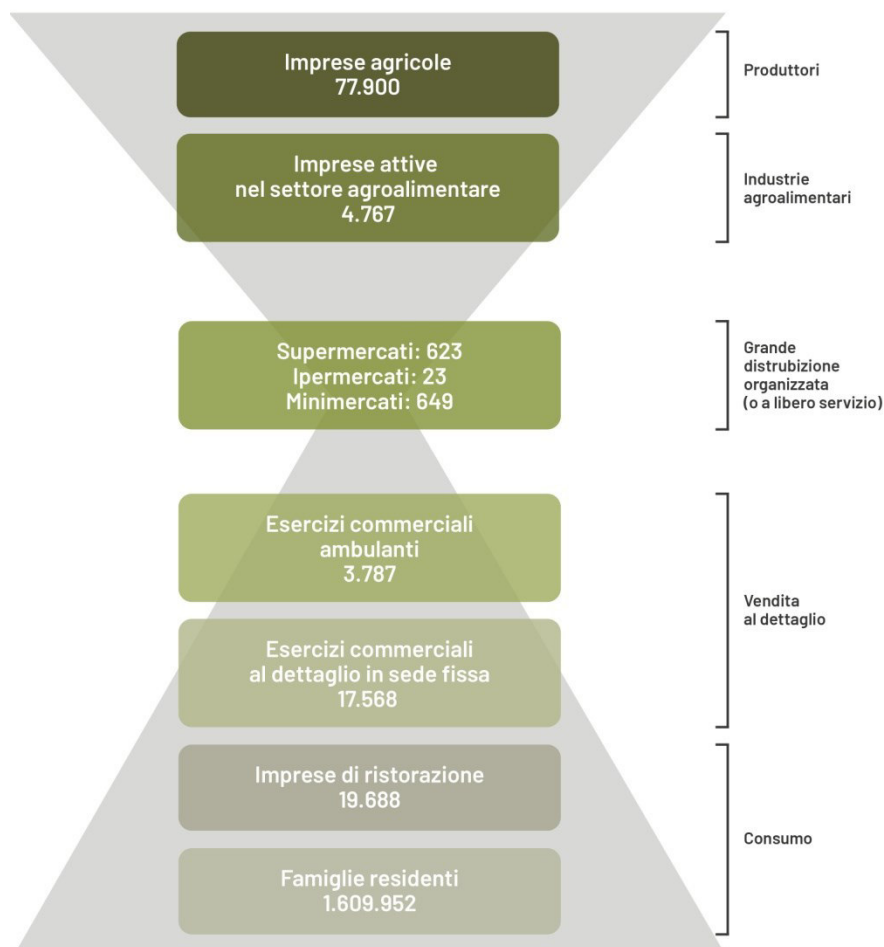 Imprese agricole
77.900
Produttori
Imprese attive
nel settore agroalimentare
4.767
Industrie
agroalimentari
Supermercati: 623
Ipermercati: 23
Minimercati: 649
Grande
distrubizione
organizzata
(o a libero servizio)
Esercizi commerciali
ambulanti
3.787
Esercizi commerciali
al dettaglio in sede fissa
17.568
Vendita
al dettaglio
Imprese di ristorazione
19.688
Famiglie residenti
1.609.952
Consumo